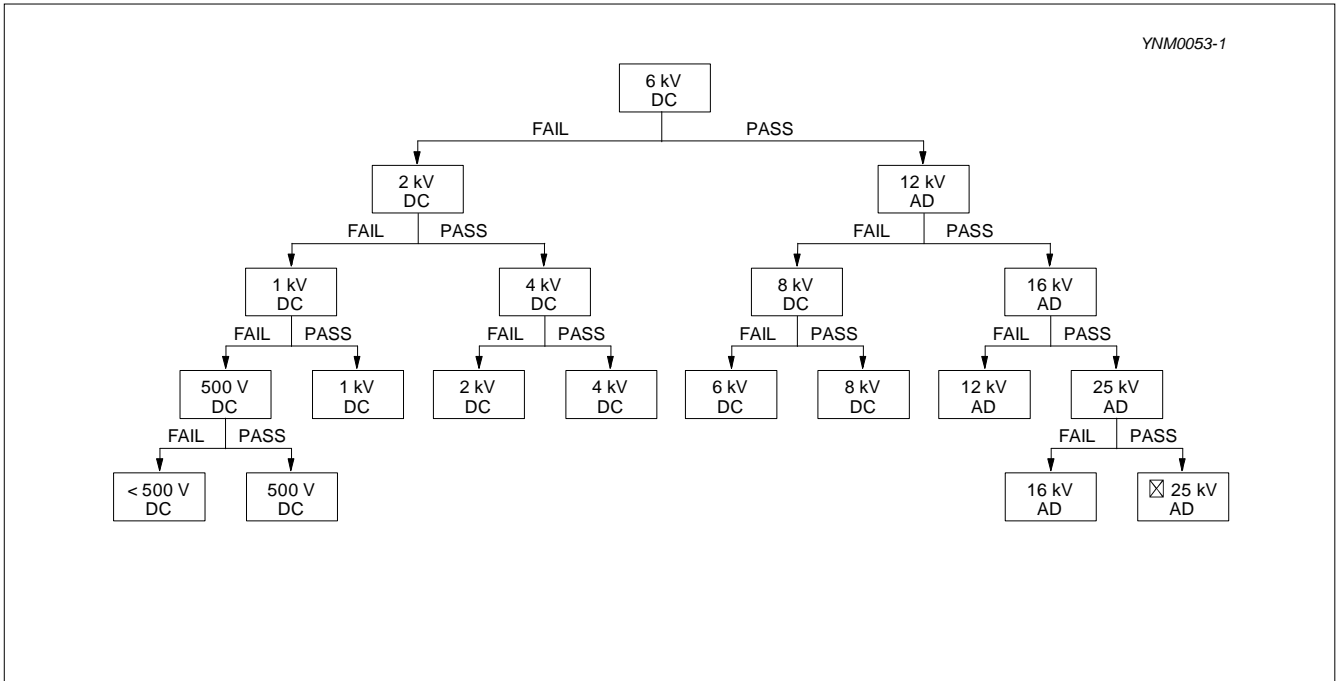 YNM0053-1
6 kV
DC
FAIL PASS
2 kV
DC
12 kV
AD
FAIL PASS
FAIL PASS
1 kV
DC
4 kV
DC
8 kV
DC
16 kV
AD
FAIL PASS
FAIL PASS
FAIL PASS
FAIL PASS
500 V
DC
1 kV
DC
2 kV
DC
4 kV
DC
6 kV
DC
8 kV
DC
12 kV
AD
25 kV
AD
FAIL PASS
FAIL PASS
< 500 V
DC
500 V
DC
16 kV
AD
☒ 25 kV
AD